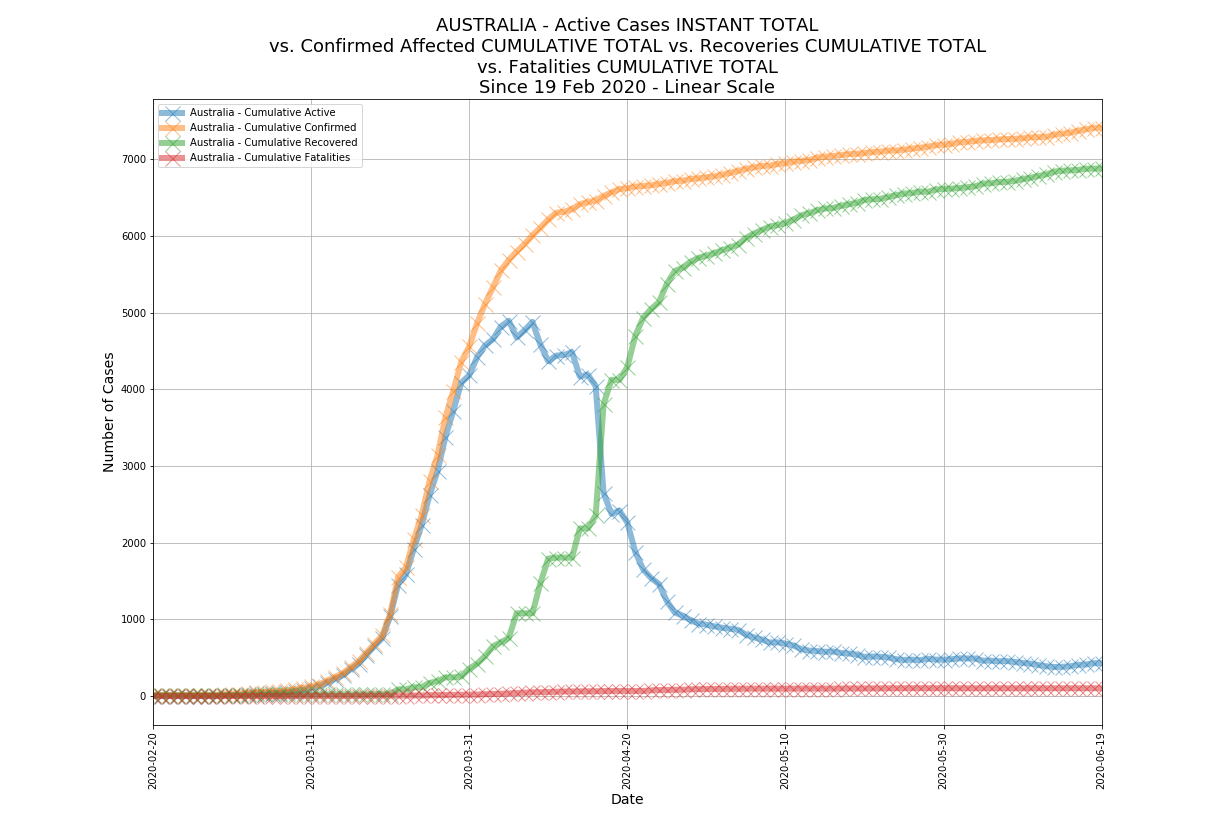 AUSTRALIA - Active Cases INSTANT TOTAL
vs. Confirmed Affected CUMULATIVE TOTAL vs. Recoveries CUMULATIVE TOTAL
vs. Fatalities CUMULATIVE TOTAL
Since 19 Feb 2020 - Linear Scale
Australia - Cumulative Active
Australia - Cumulative Confirmed
Australia - Cumulative Recovered
Australia - Cumulative Fatalities
Number of Cases
7000
6000
5000
4000
3000
2000
1000
0
2020-02-20
2020-03-11
2020-03-31
2020-04-20
2020-05-10
2020-05-30
2020-06-19
Date